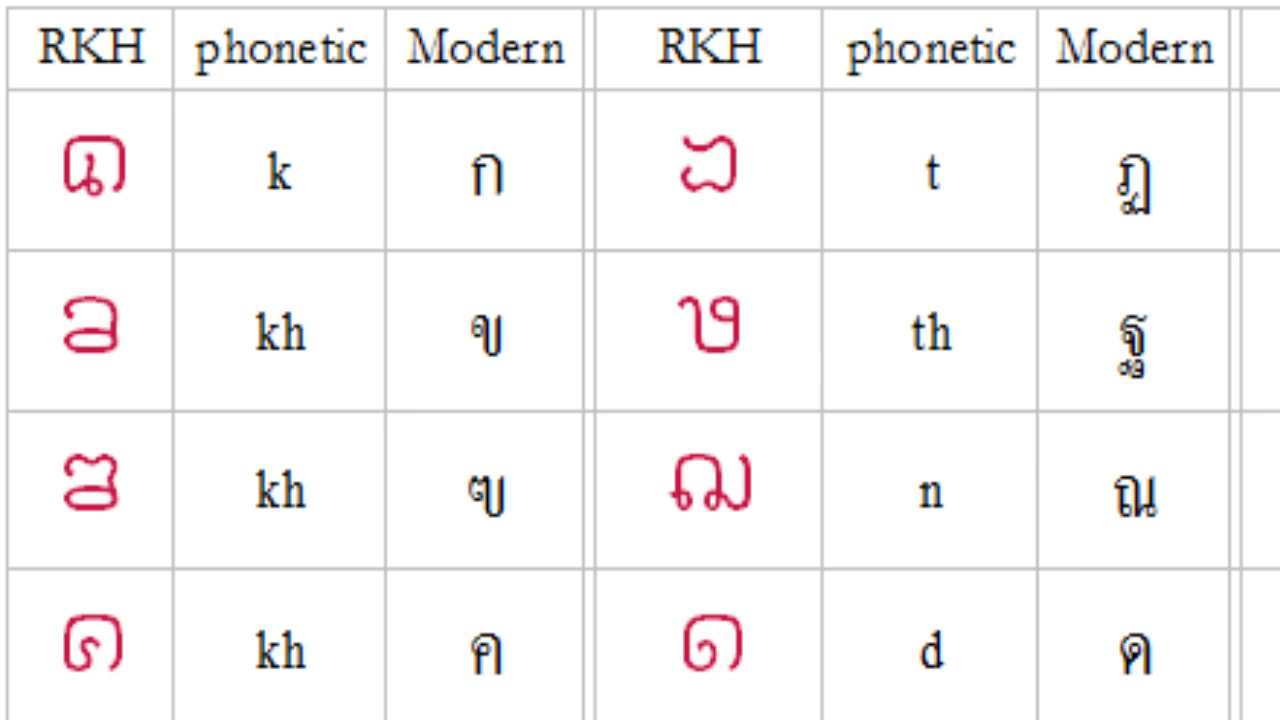 RKH phonetic Modern RKH phonetic Modern
k ก t ฏ
kh ข th ฐ
kh ฃ n ณ
kh ค d ด